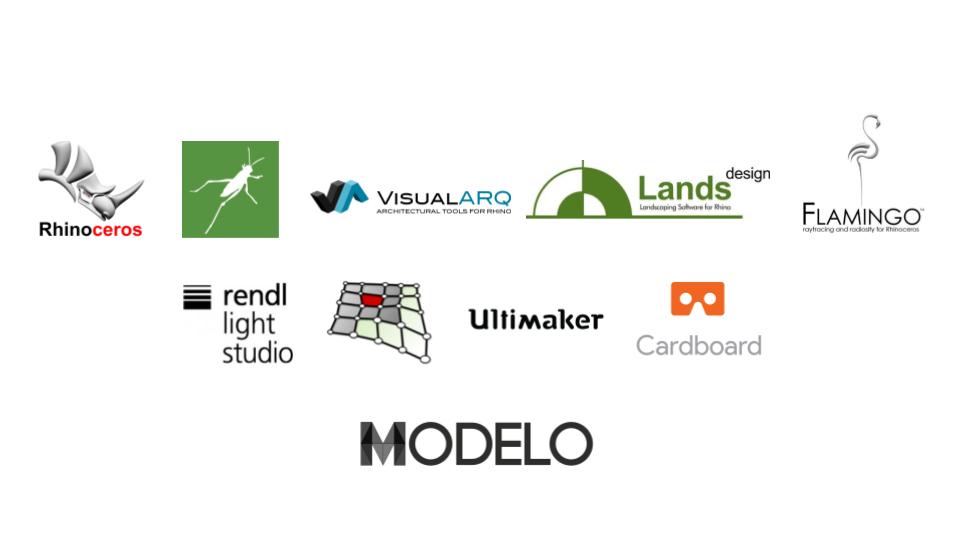 Rhinoceros
VISUALARQ
ARCHITECTURAL TOOLS FOR RHINO
Lands design
Landscaping Software for Rhino
FLAMINGO™
raytracing and radiosity for Rhinoceros
rendl
light
studio
Ultimaker
Cardboard
MODELO